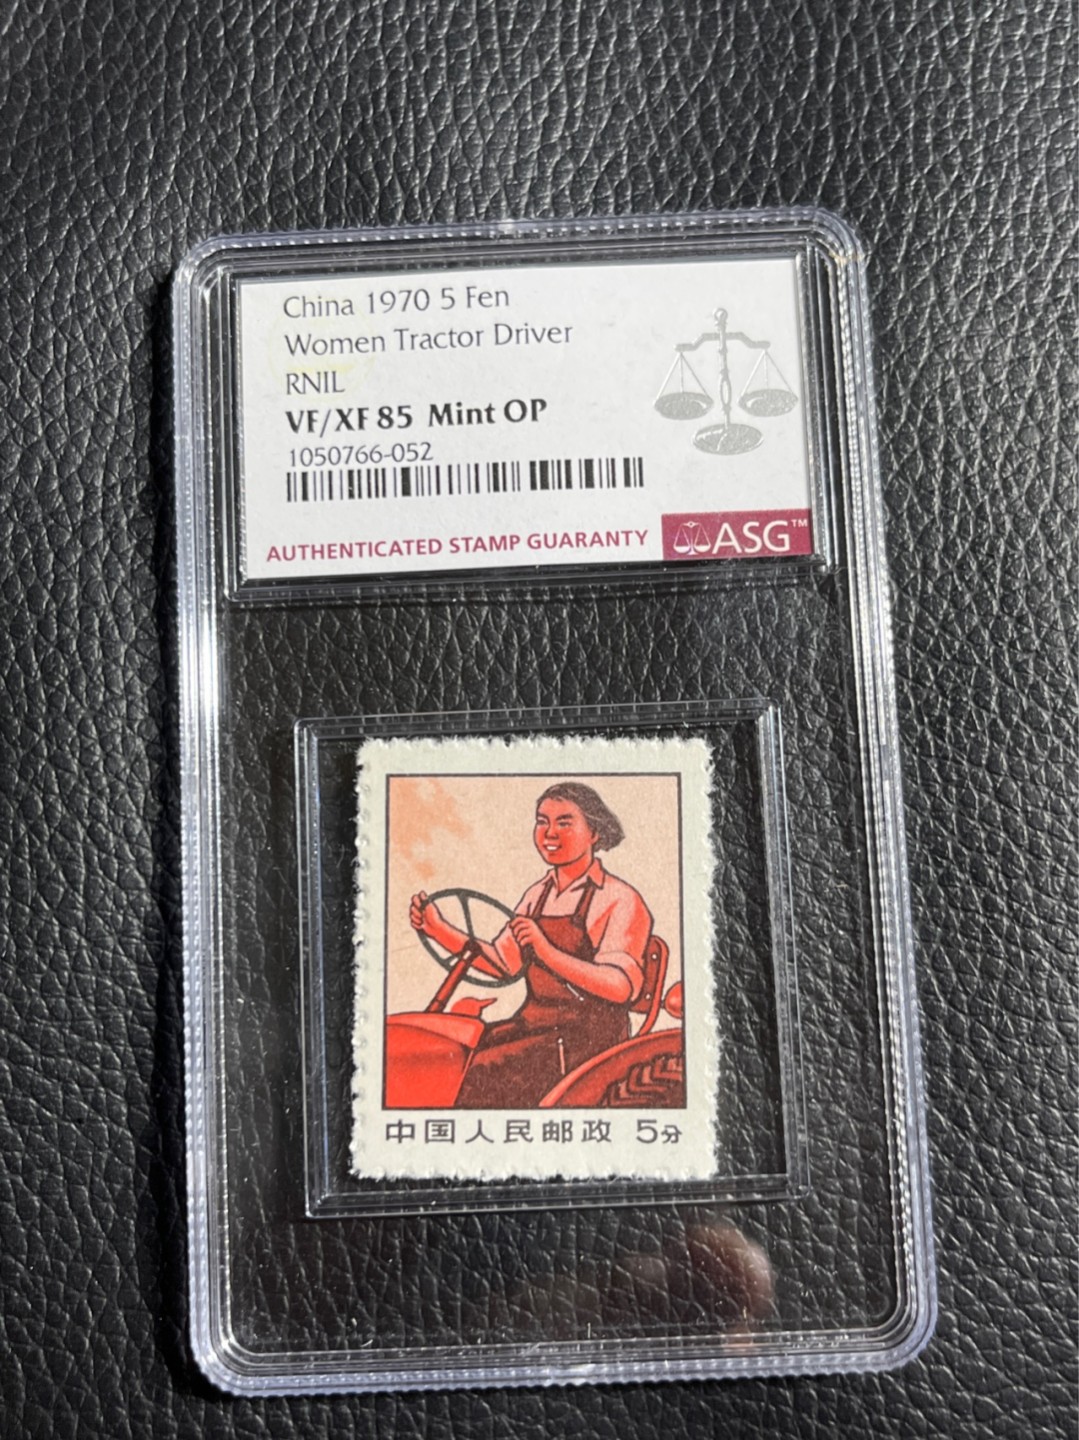 China 1970 5 Fen
Women Tractor Driver
RNIL
VF/XF 85 Mint OP
1050766-052
AUTHENTICATED STAMP GUARANTY
ASG™
中国人民邮政 5分